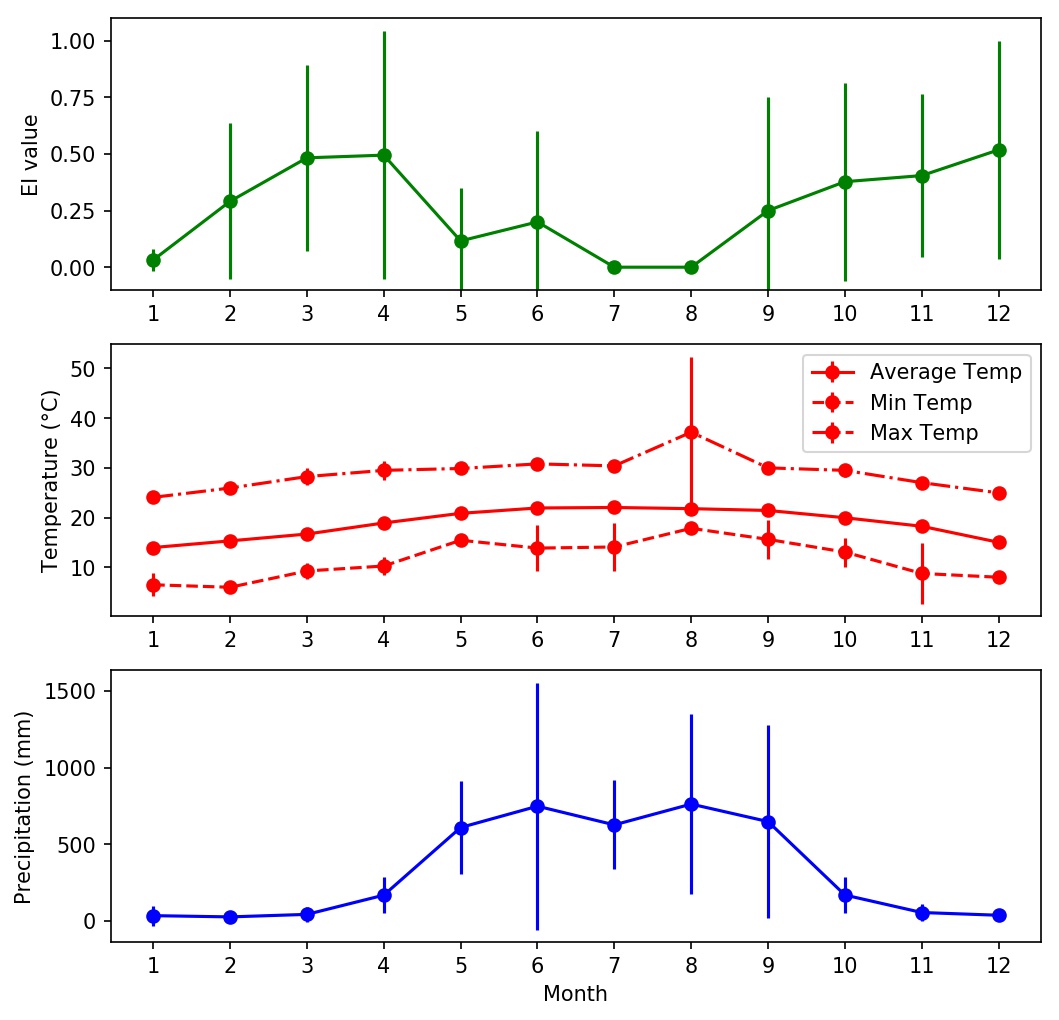 EI value
1.00
0.75
0.50
0.25
0.00
1 2 3 4 5 6 7 8 9 10 11 12
Temperature (°C)
50
40
30
20
10
Average Temp
Min Temp
Max Temp
1 2 3 4 5 6 7 8 9 10 11 12
Precipitation (mm)
1500
1000
500
0
1 2 3 4 5 6 7 8 9 10 11 12
Month